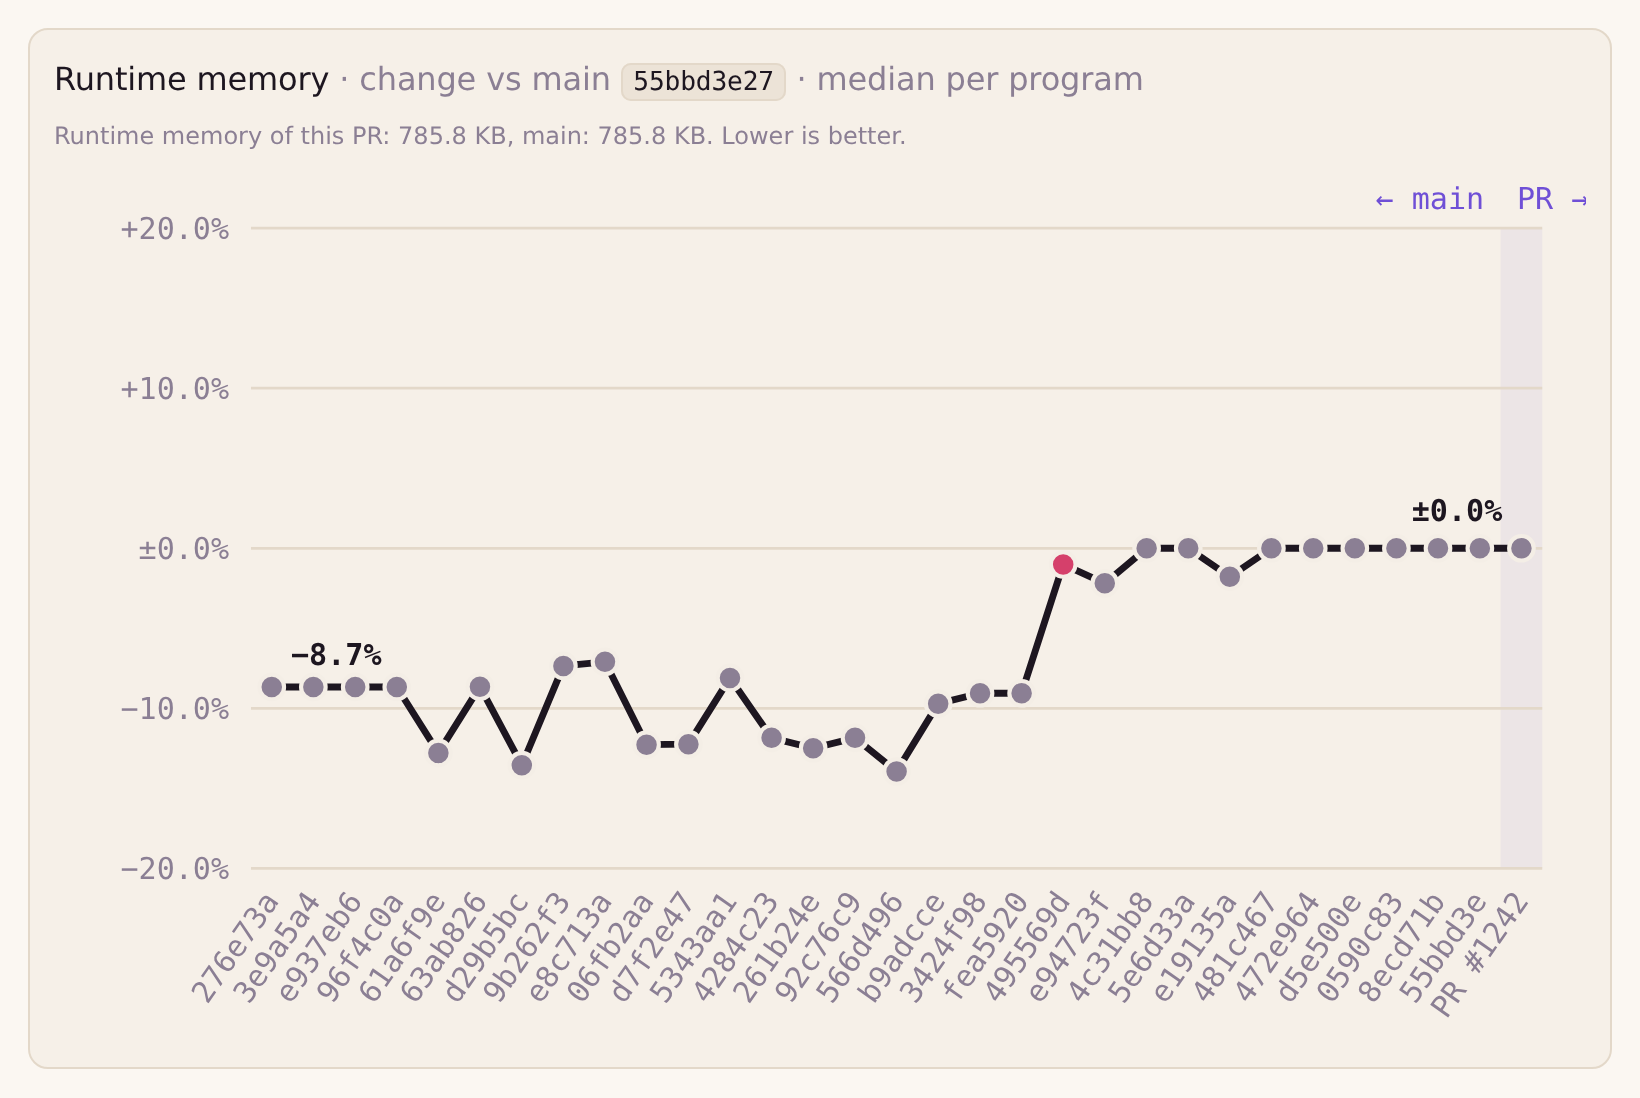 Runtime memory · change vs main 55bbd3e27 · median per program
Runtime memory of this PR: 785.8 KB, main: 785.8 KB. Lower is better.
← main PR →
+20.0%
+10.0%
±0.0%
−10.0%
−20.0%
−8.7%
±0.0%
276e73a
3e9a5a4
e937eb6
96f4c0a
61a6f9e
63ab826
d29b5bc
9b262f3
e8c713a
06fb2aa
d7f2e47
5343aa1
4284c23
261b24e
92c76c9
566d496
b9adcce
3424f98
fea5920
495569d
e94723f
4c31bb8
5e6d33a
e19135a
481c467
472e964
d5e500e
0590c83
8ecd71b
55bbd3e
PR #1242